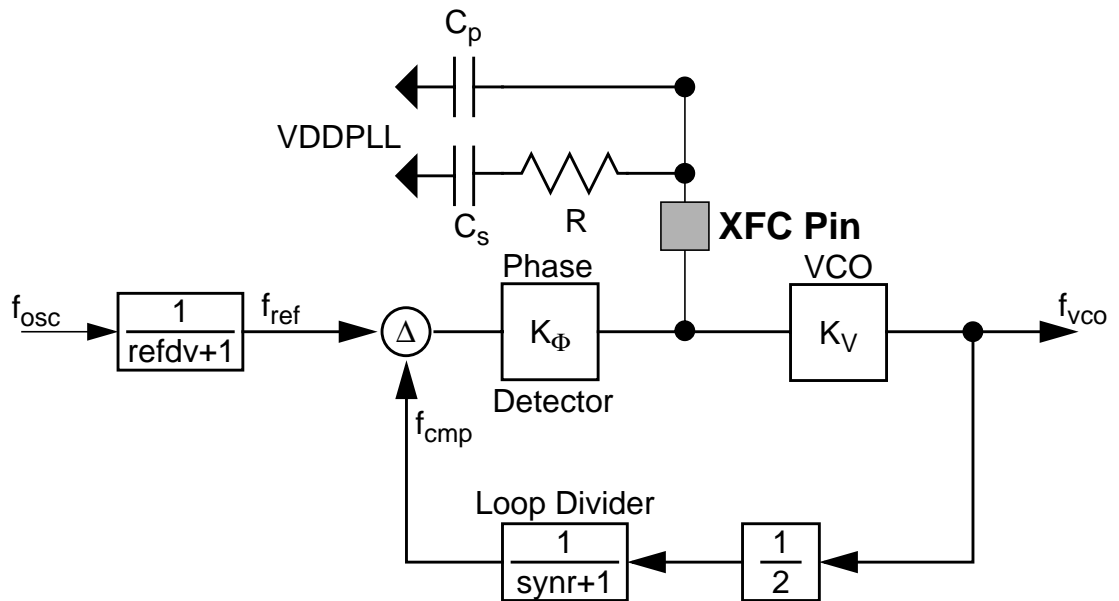 Cp
VDDPLL
Cs
R
XFC Pin
Phase
VCO
fosc
1
refdv+1
fref
Δ
KΦ
KV
fvco
Detector
fcmp
Loop Divider
1
synr+1
1
2